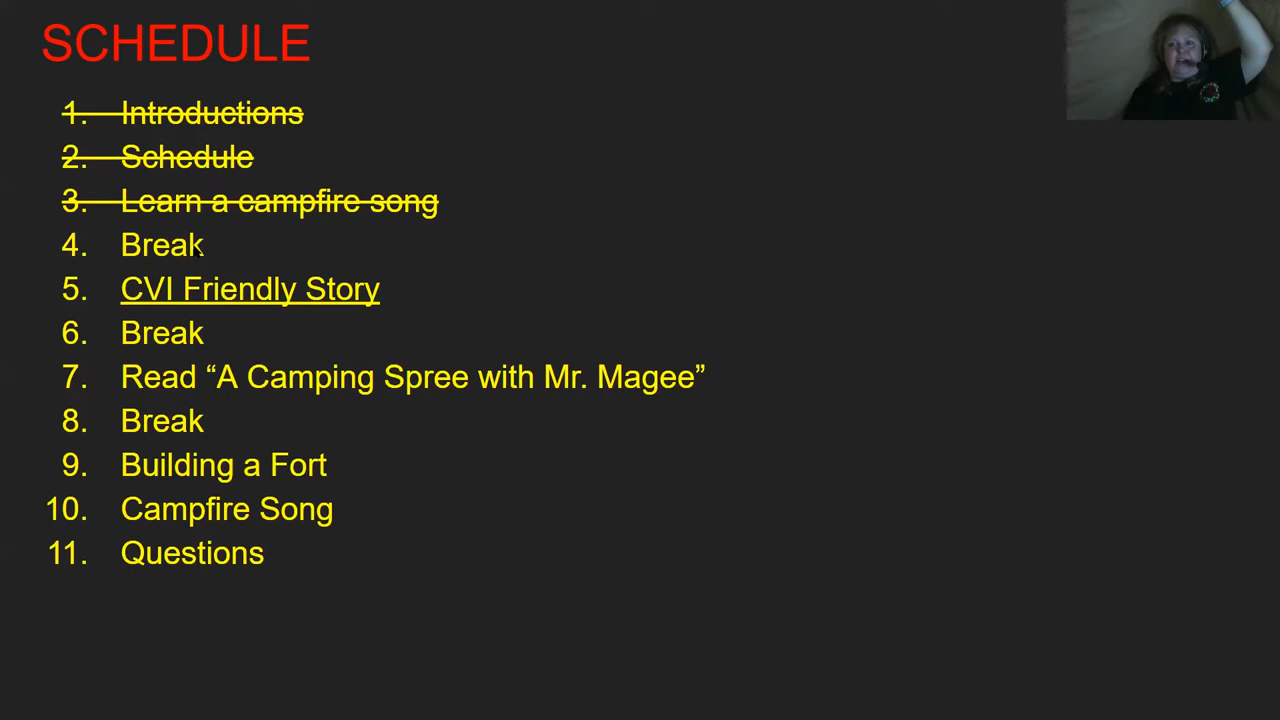 SCHEDULE
1. Introductions
2. Schedule
3. Learn a campfire song
4. Break
5. CVI Friendly Story
6. Break
7. Read “A Camping Spree with Mr. Magee”
8. Break
9. Building a Fort
10. Campfire Song
11. Questions